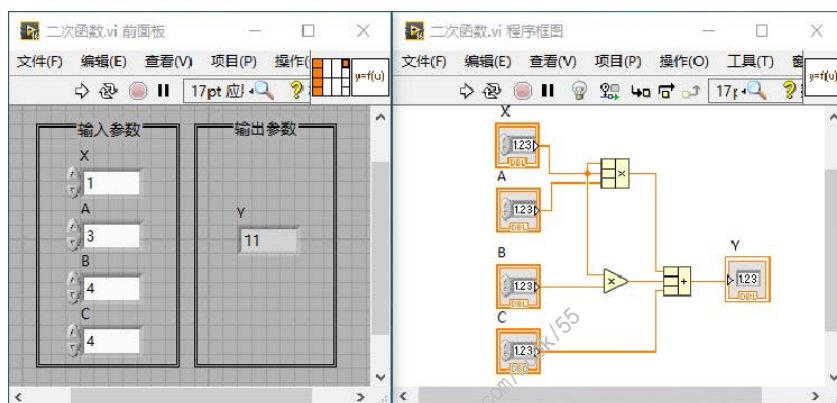 二次函数.vi 前面板
文件(F) 编辑(E) 查看(V) 项目(P) 操作(
17pt 应
y=f(u)
输入参数
X
1
A
3
B
4
C
4
输出参数
Y
11
二次函数.vi 程序框图
文件(F) 编辑(E) 查看(V) 项目(P) 操作(O) 工具(T)
y=f(u)
X
1.23
DBL
A
1.23
DBL
B
1.23
DBL
C
1.23
DBL
×
×
+
Y
1.23
DBL
/55